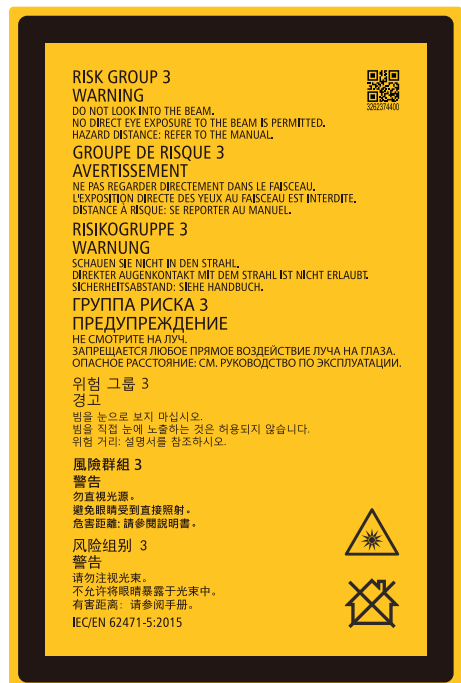 RISK GROUP 3
WARNING
DO NOT LOOK INTO THE BEAM.
NO DIRECT EYE EXPOSURE TO THE BEAM IS PERMITTED.
HAZARD DISTANCE: REFER TO THE MANUAL.
3262374400
GROUPE DE RISQUE 3
AVERTISSEMENT
NE PAS REGARDER DIRECTEMENT DANS LE FAISCEAU.
L'EXPOSITION DIRECTE DES YEUX AU FAISCEAU EST INTERDITE.
DISTANCE À RISQUE: SE REPORTER AU MANUEL.
RISIKOGRUPPE 3
WARNUNG
SCHAUEN SIE NICHT IN DEN STRAHL.
DIREKTER AUGENKONTAKT MIT DEM STRAHL IST NICHT ERLAUBT.
SICHERHEITSABSTAND: SIEHE HANDBUCH.
ГРУППА РИСКА 3
ПРЕДУПРЕЖДЕНИЕ
НЕ СМОТРИТЕ НА ЛУЧ.
ЗАПРЕЩАЕТСЯ ЛЮБОЕ ПРЯМОЕ ВОЗДЕЙСТВИЕ ЛУЧА НА ГЛАЗА.
ОПАСНОЕ РАССТОЯНИЕ: СМ. РУКОВОДСТВО ПО ЭКСПЛУАТАЦИИ.
위험 그룹 3
경고
빔을 눈으로 보지 마십시오.
빔을 직접 눈에 노출하는 것은 허용되지 않습니다.
위험 거리: 설명서를 참조하십시오.
風險群組 3
警告
勿直視光源。
避免眼睛受到直接照射。
危害距離: 請參閱說明書。
风险组别 3
警告
请勿注视光束。
不允许将眼睛暴露于光束中。
有害距离：请参阅手册。
IEC/EN 62471-5:2015